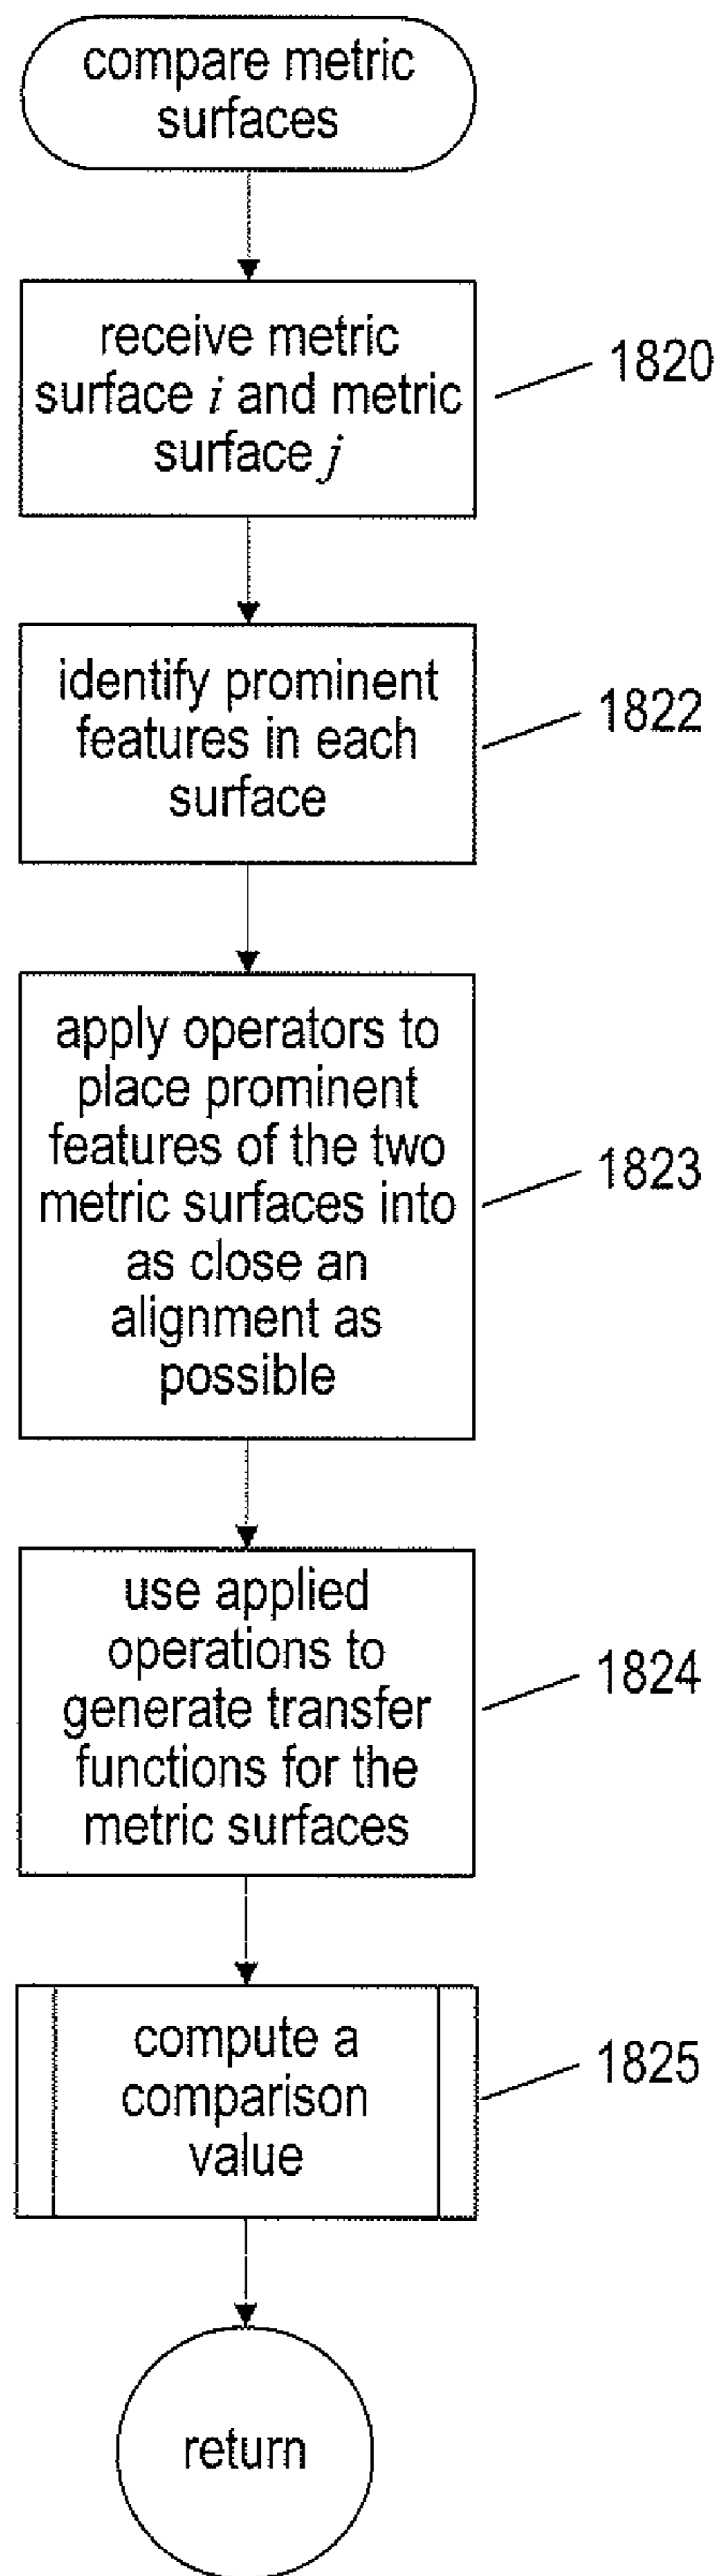 compare metric
surfaces
receive metric
surface i and metric
surface j
1820
identify prominent
features in each
surface
1822
apply operators to
place prominent
features of the two
metric surfaces into
as close an
alignment as
possible
1823
use applied
operations to
generate transfer
functions for the
metric surfaces
1824
compute a
comparison
value
1825
return